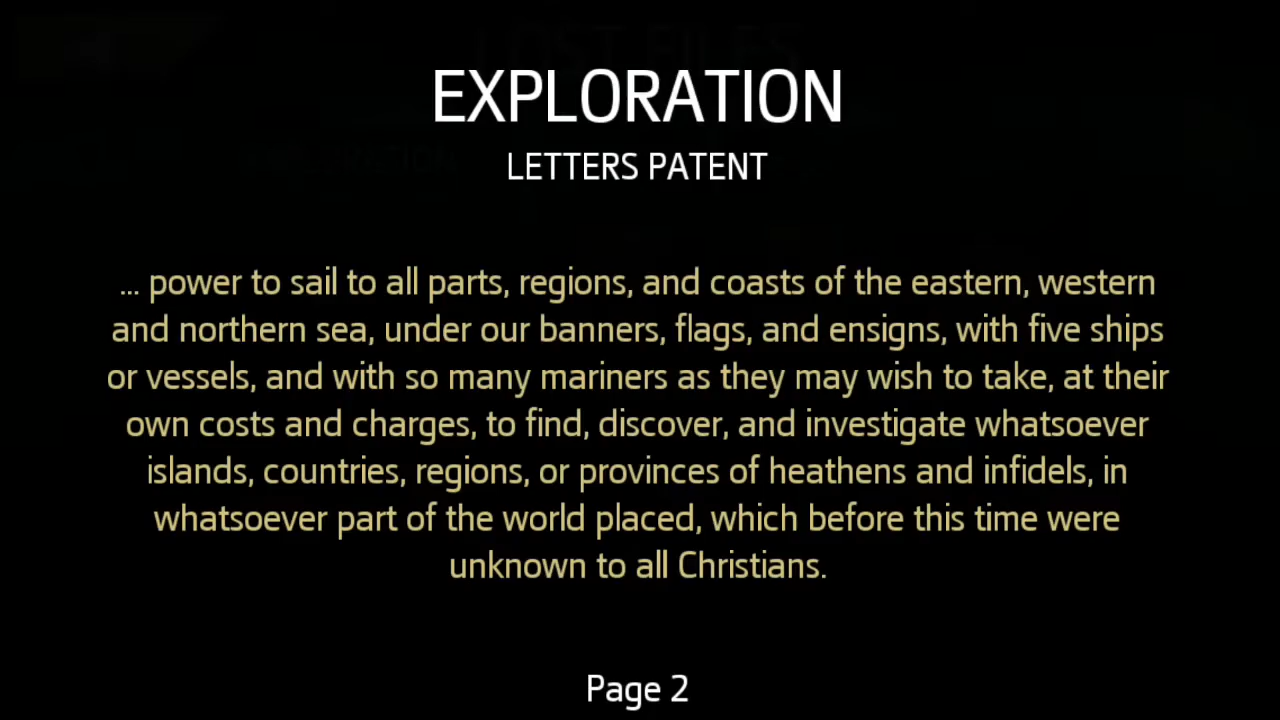 LOST FILES
EXPLORATION
LETTERS PATENT
... power to sail to all parts, regions, and coasts of the eastern, western
and northern sea, under our banners, flags, and ensigns, with five ships
or vessels, and with so many mariners as they may wish to take, at their
own costs and charges, to find, discover, and investigate whatsoever
islands, countries, regions, or provinces of heathens and infidels, in
whatsoever part of the world placed, which before this time were
unknown to all Christians.
Page 2